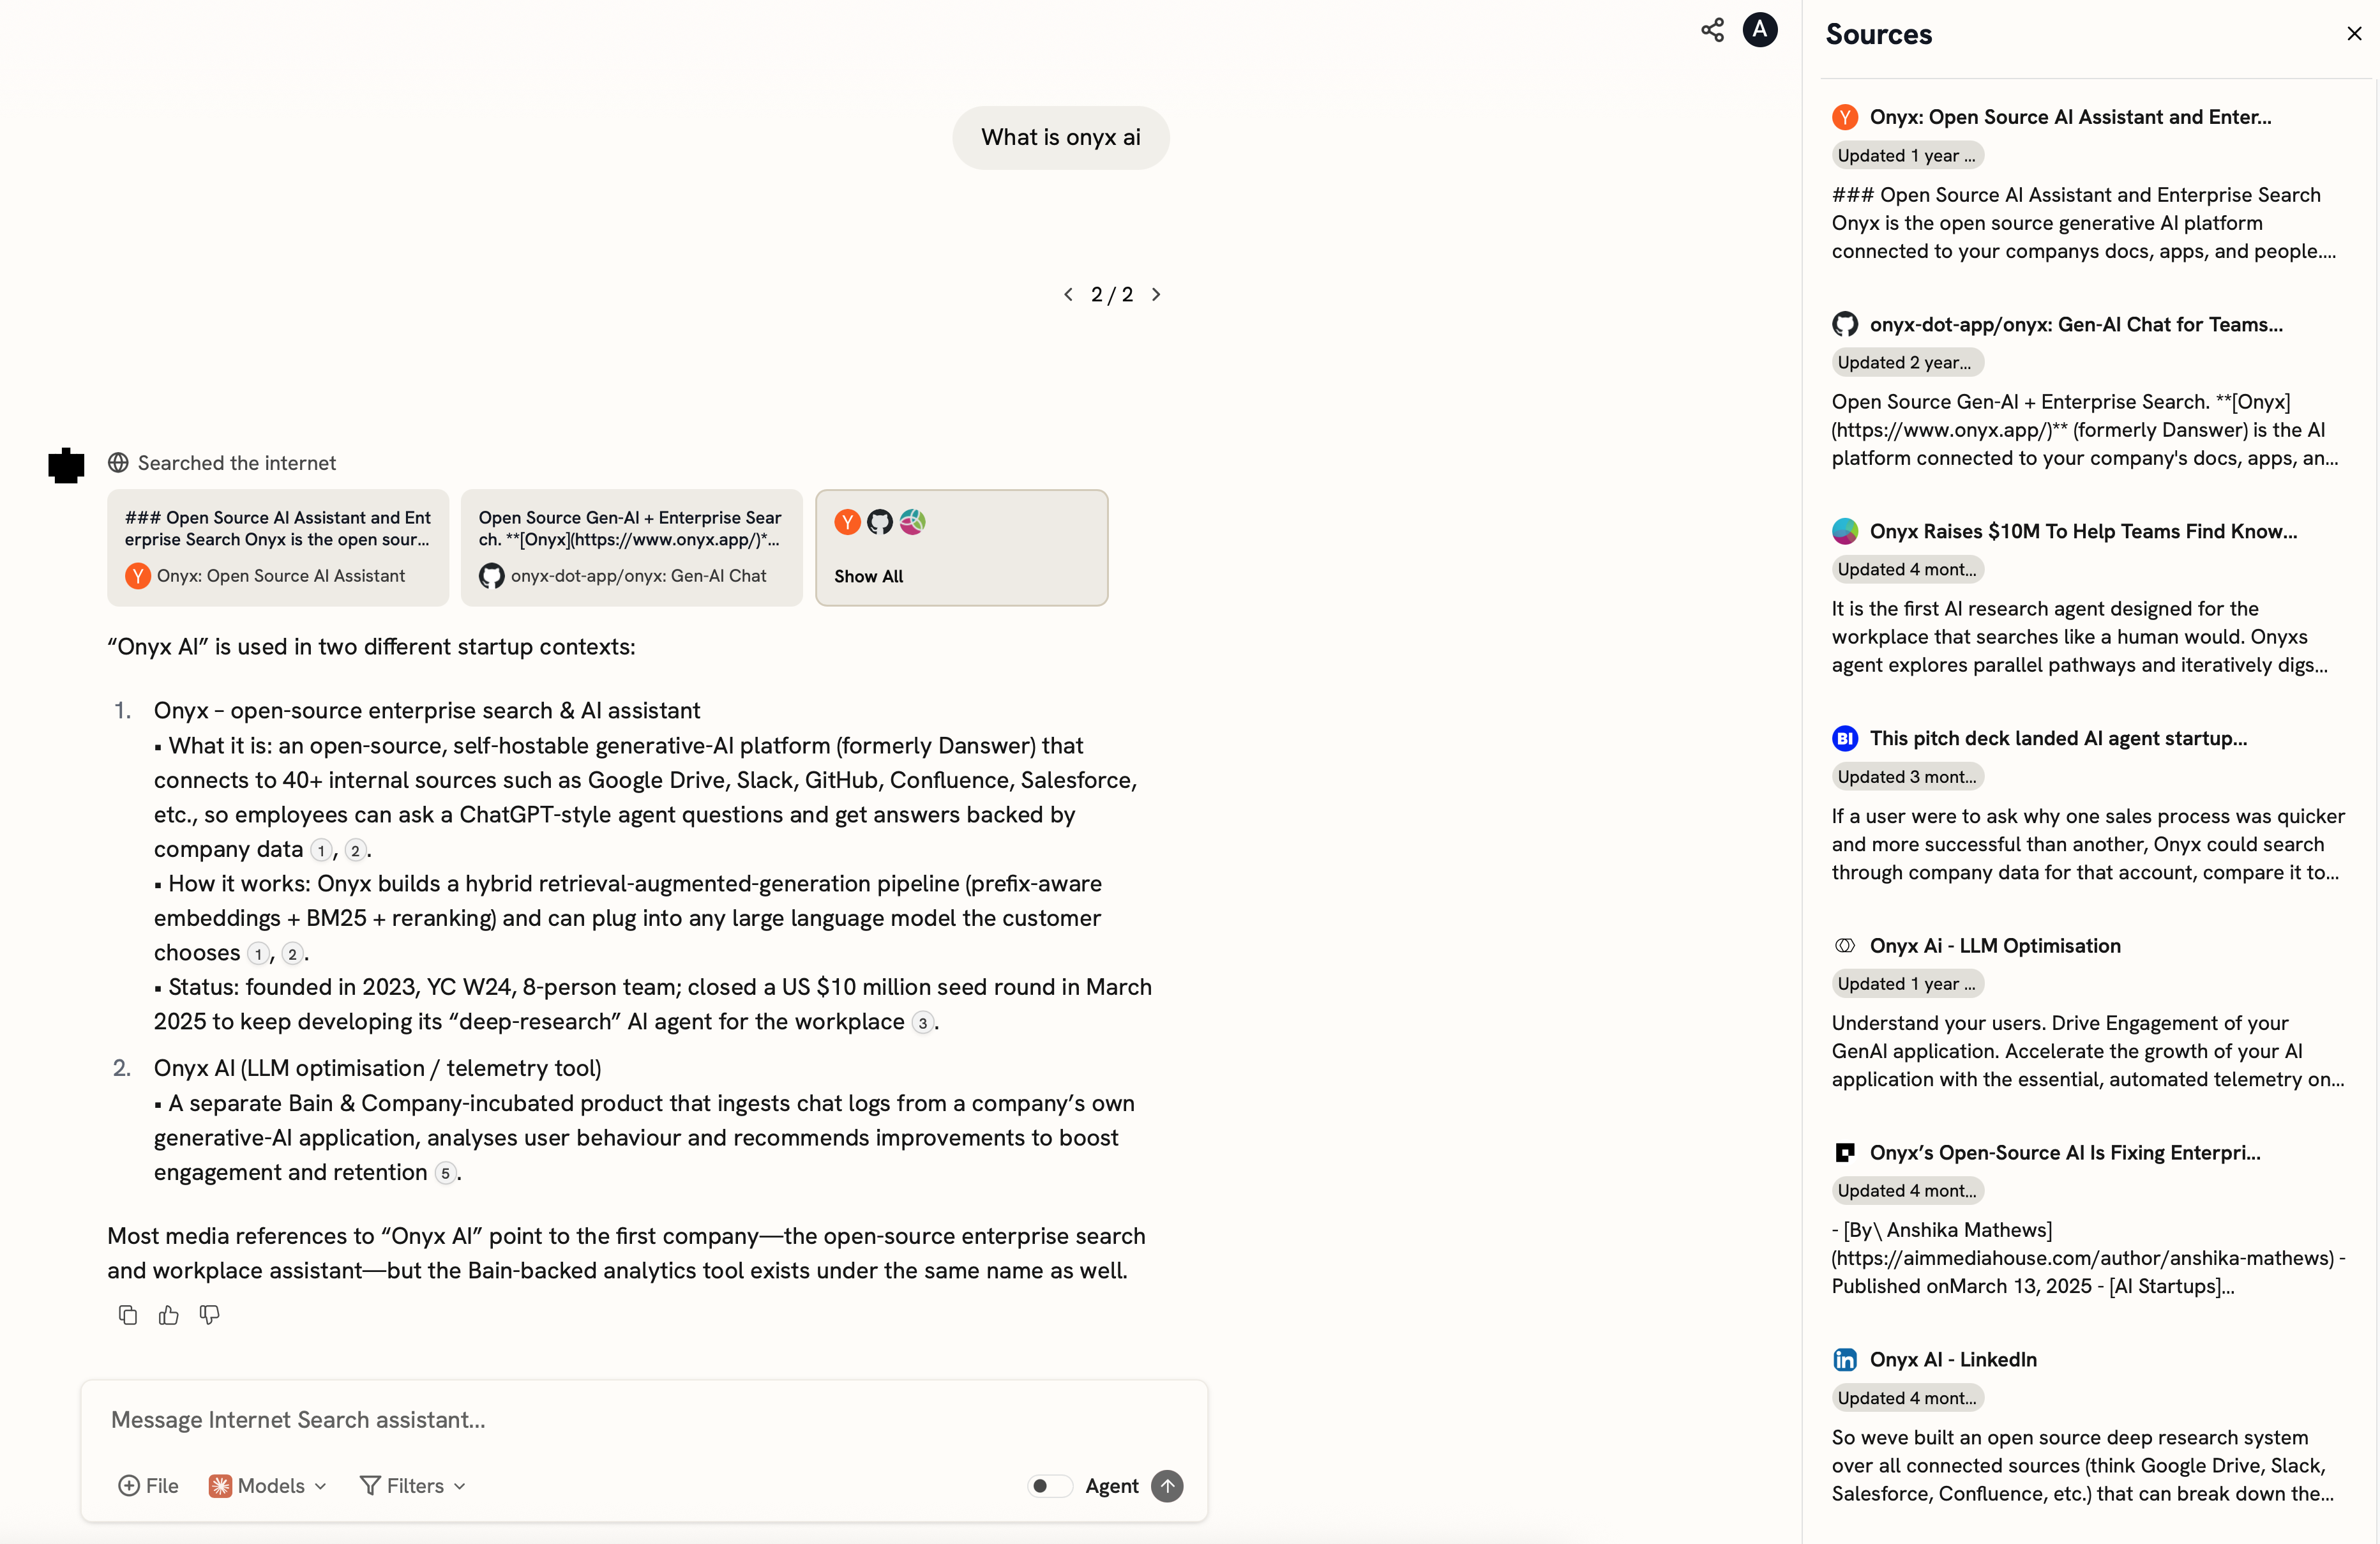 A
What is onyx ai
2 / 2
Searched the internet
### Open Source AI Assistant and Ent
erprise Search Onyx is the open sour...
Y Onyx: Open Source AI Assistant
Open Source Gen-AI + Enterprise Sear
ch. **[Onyx](https://www.onyx.app/)*...
onyx-dot-app/onyx: Gen-AI Chat
Y
Show All
“Onyx AI” is used in two different startup contexts:
1. Onyx – open-source enterprise search & AI assistant
▪ What it is: an open-source, self-hostable generative-AI platform (formerly Danswer) that
connects to 40+ internal sources such as Google Drive, Slack, GitHub, Confluence, Salesforce,
etc., so employees can ask a ChatGPT-style agent questions and get answers backed by
company data 1, 2.
▪ How it works: Onyx builds a hybrid retrieval-augmented-generation pipeline (prefix-aware
embeddings + BM25 + reranking) and can plug into any large language model the customer
chooses 1, 2.
▪ Status: founded in 2023, YC W24, 8-person team; closed a US $10 million seed round in March
2025 to keep developing its “deep-research” AI agent for the workplace 3.
2. Onyx AI (LLM optimisation / telemetry tool)
▪ A separate Bain & Company-incubated product that ingests chat logs from a company’s own
generative-AI application, analyses user behaviour and recommends improvements to boost
engagement and retention 5.
Most media references to “Onyx AI” point to the first company—the open-source enterprise search
and workplace assistant—but the Bain-backed analytics tool exists under the same name as well.
Message Internet Search assistant...
File Models Filters Agent
Sources
Y Onyx: Open Source AI Assistant and Enter...
Updated 1 year ...
### Open Source AI Assistant and Enterprise Search
Onyx is the open source generative AI platform
connected to your companys docs, apps, and people....
onyx-dot-app/onyx: Gen-AI Chat for Teams...
Updated 2 year...
Open Source Gen-AI + Enterprise Search. **[Onyx]
(https://www.onyx.app/)** (formerly Danswer) is the AI
platform connected to your company's docs, apps, an...
Onyx Raises $10M To Help Teams Find Know...
Updated 4 mont...
It is the first AI research agent designed for the
workplace that searches like a human would. Onyxs
agent explores parallel pathways and iteratively digs...
BI This pitch deck landed AI agent startup...
Updated 3 mont...
If a user were to ask why one sales process was quicker
and more successful than another, Onyx could search
through company data for that account, compare it to...
Onyx Ai - LLM Optimisation
Updated 1 year ...
Understand your users. Drive Engagement of your
GenAI application. Accelerate the growth of your AI
application with the essential, automated telemetry on...
Onyx’s Open-Source AI Is Fixing Enterpri...
Updated 4 mont...
- [By\ Anshika Mathews]
(https://aimmediahouse.com/author/anshika-mathews) -
Published onMarch 13, 2025 - [AI Startups]...
in Onyx AI - LinkedIn
Updated 4 mont...
So weve built an open source deep research system
over all connected sources (think Google Drive, Slack,
Salesforce, Confluence, etc.) that can break down the...